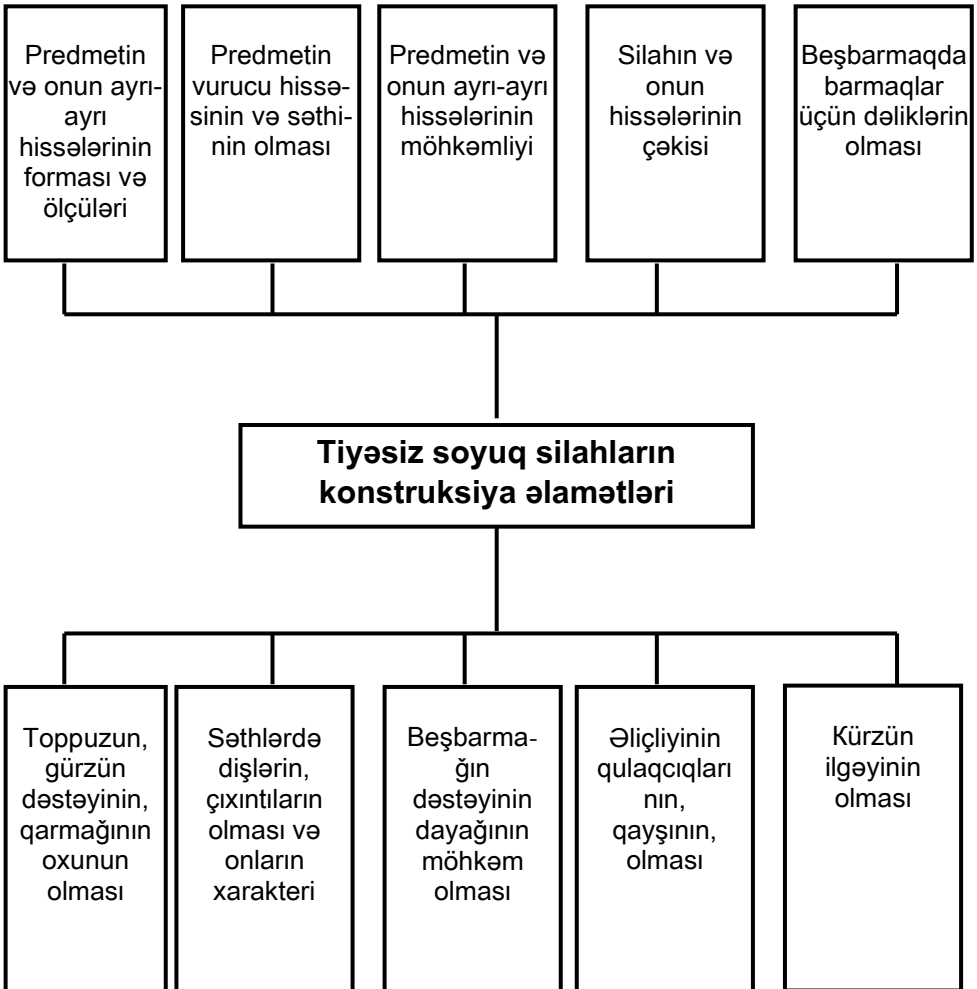 Predmetin
və onun ayrı-
ayrı
hissələrinin
forması və
ölçüləri
Predmetin
vurucu hissə-
sinin və səthi-
nin olması
Predmetin və
onun ayrı-ayrı
hissələrinin
möhkəmliyi
Silahın və
onun
hissələrinin
çəkisi
Beşbarmaqda
barmaqlar
üçün dəliklərin
olması
Tiyəsiz soyuq silahların
konstruksiya əlamətləri
Toppuzun,
gürzün
dəstəyinin,
qarmağının
oxunun
olması
Səthlərdə
dişlərin,
çıxıntıların
olması və
onların
xarakteri
Beşbarma-
ğın
dəstəyinin
dayağının
möhkəm
olması
Əliçliyinin
qulaqcıqları
nın,
qayşının,
olması
Kürzün
ilgəyinin
olması